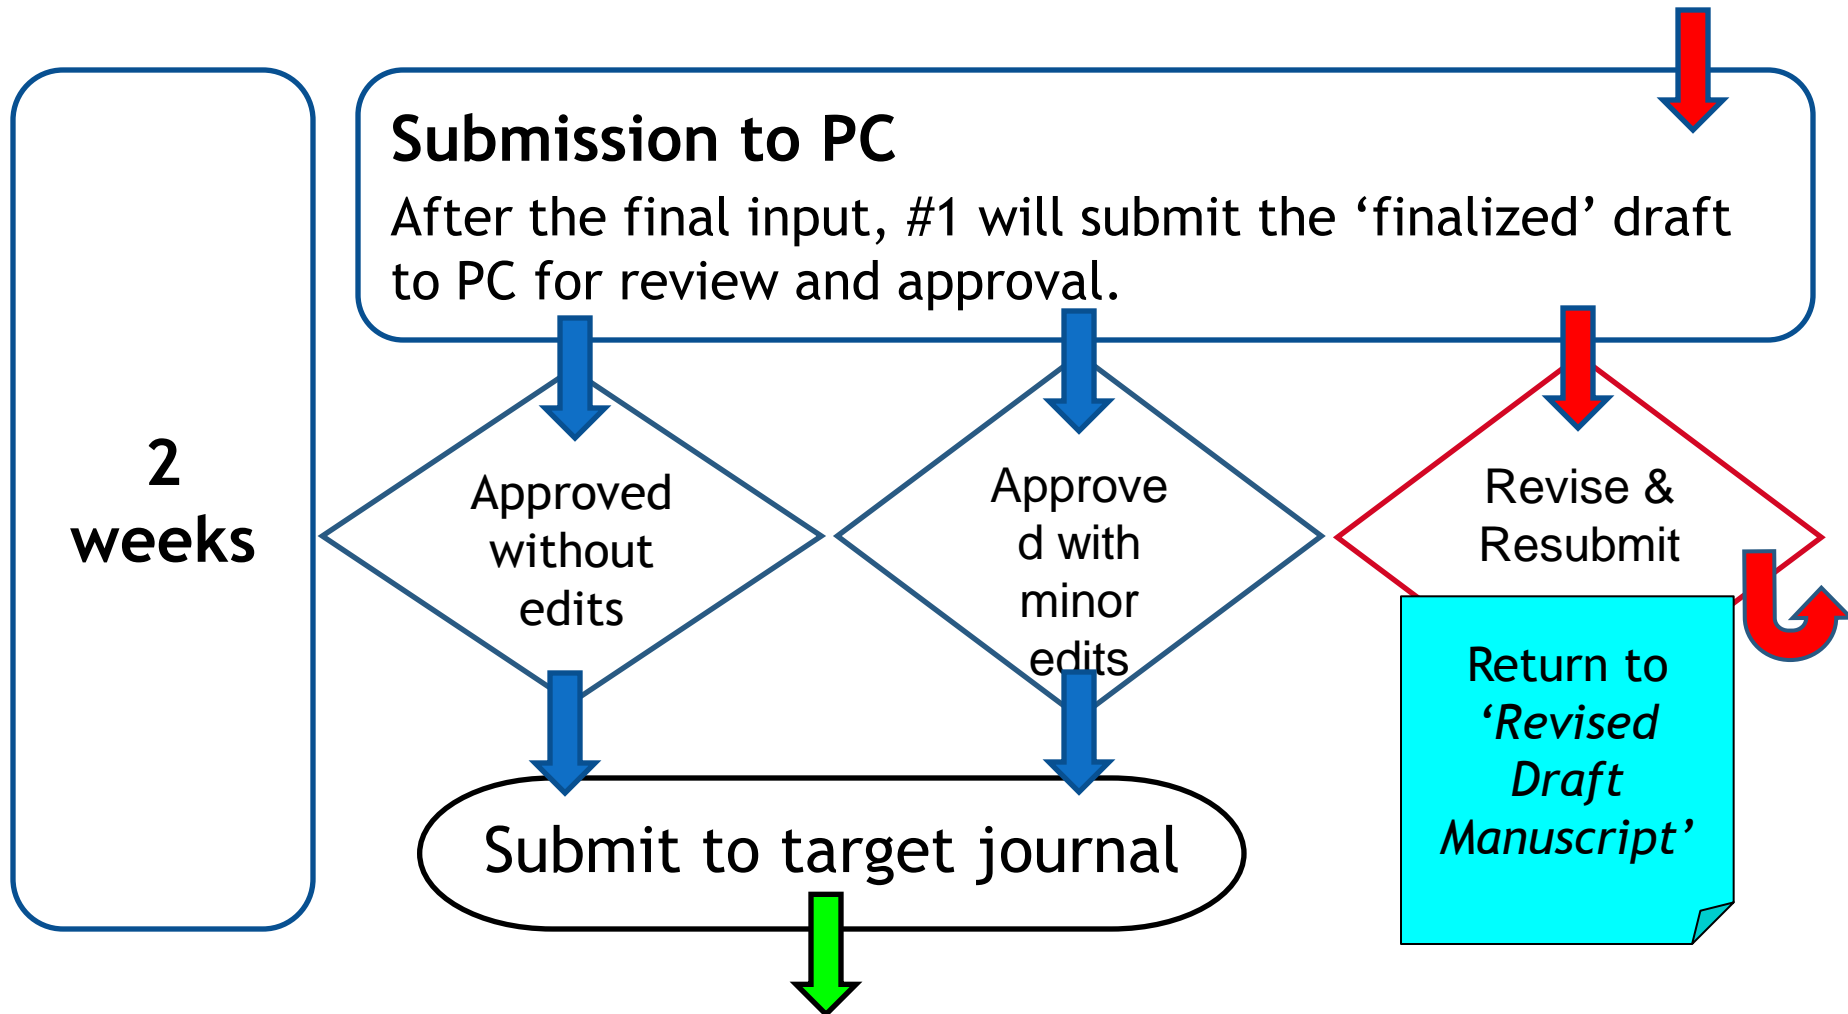 2
weeks
Submission to PC
After the final input, #1 will submit the ‘finalized’ draft
to PC for review and approval.
Approved
without
edits
Approve
d with
minor
edits
Revise &
Resubmit
Return to
‘Revised
Draft
Manuscript’
Submit to target journal